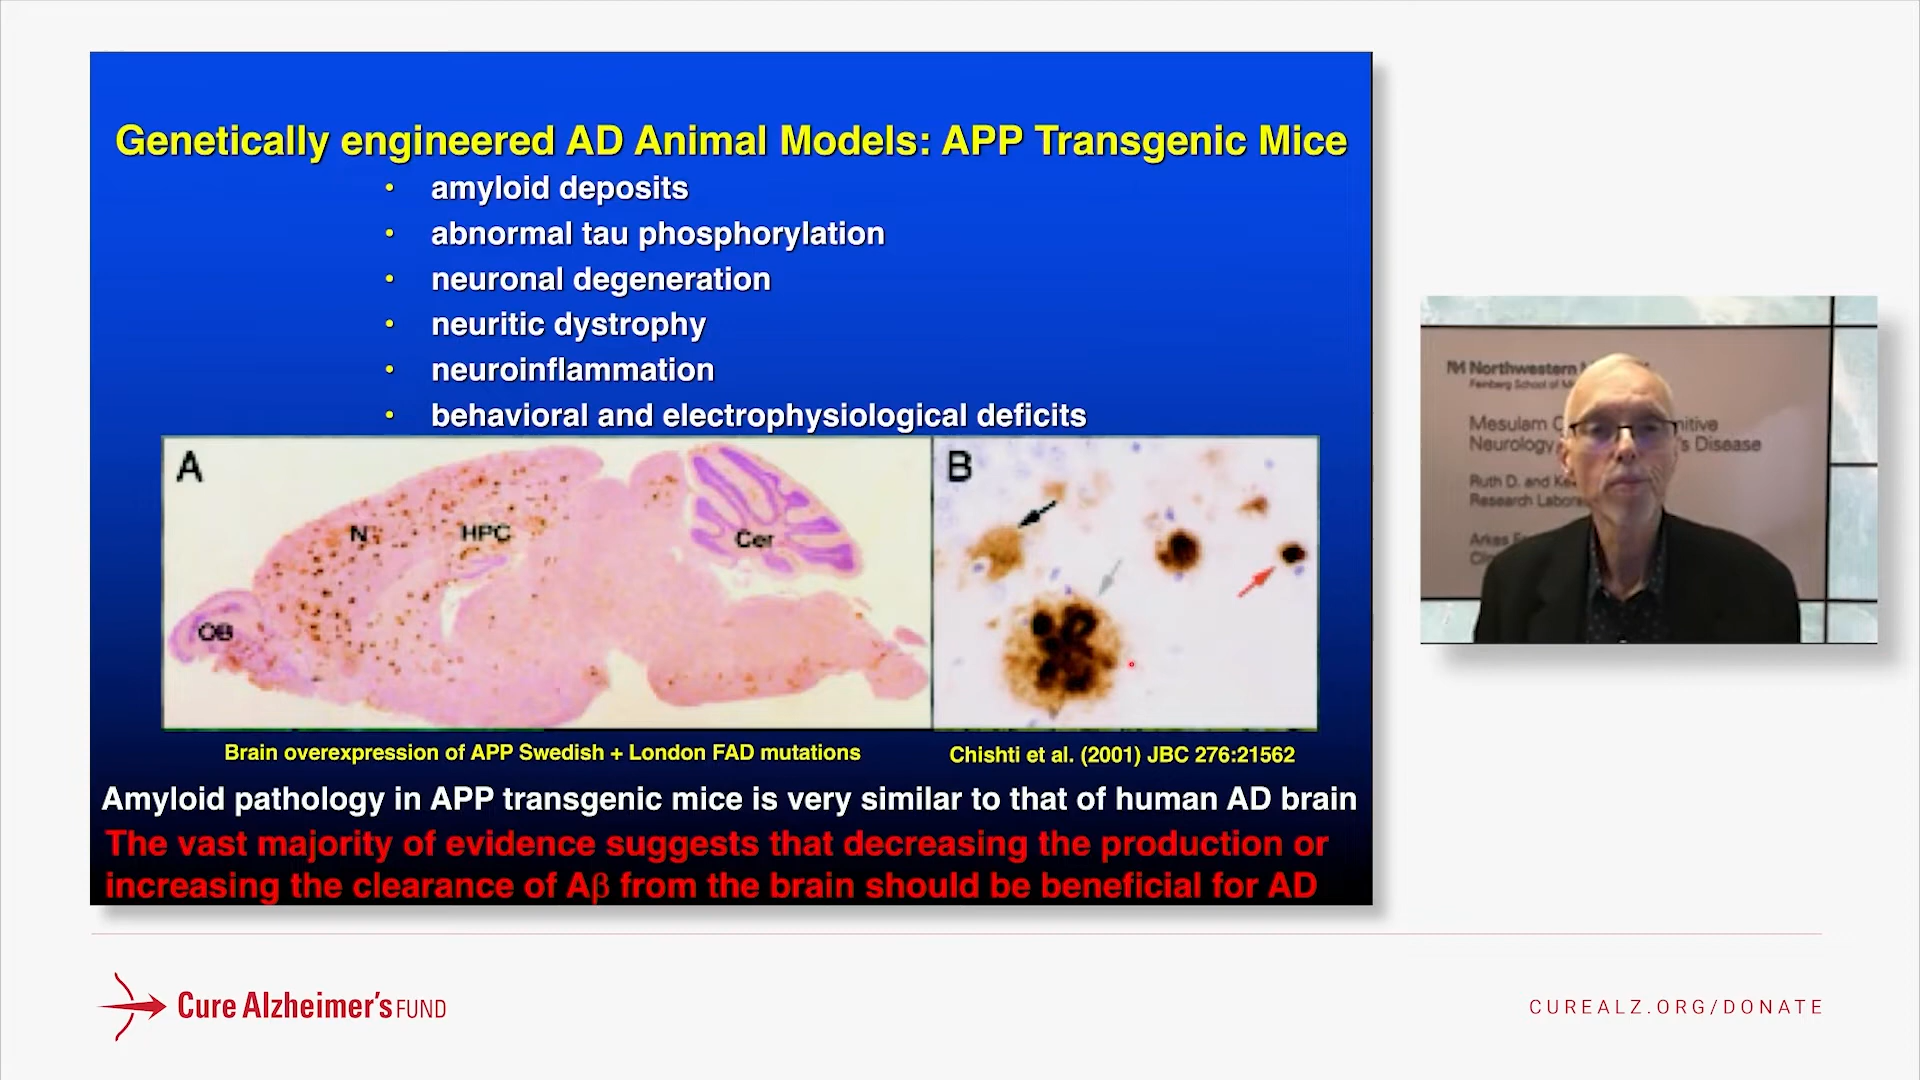 Genetically engineered AD Animal Models: APP Transgenic Mice
• amyloid deposits
• abnormal tau phosphorylation
• neuronal degeneration
• neuritic dystrophy
• neuroinflammation
• behavioral and electrophysiological deficits
A
N
HPC
Cer
OB
B
Brain overexpression of APP Swedish + London FAD mutations
Chishti et al. (2001) JBC 276:21562
Amyloid pathology in APP transgenic mice is very similar to that of human AD brain
The vast majority of evidence suggests that decreasing the production or
increasing the clearance of Aβ from the brain should be beneficial for AD
Northwestern
Feinberg School of
Mesulam
Neurology
's Disease
Ruth D. and
Research
Cure Alzheimer's FUND
CUREALZ.ORG/DONATE